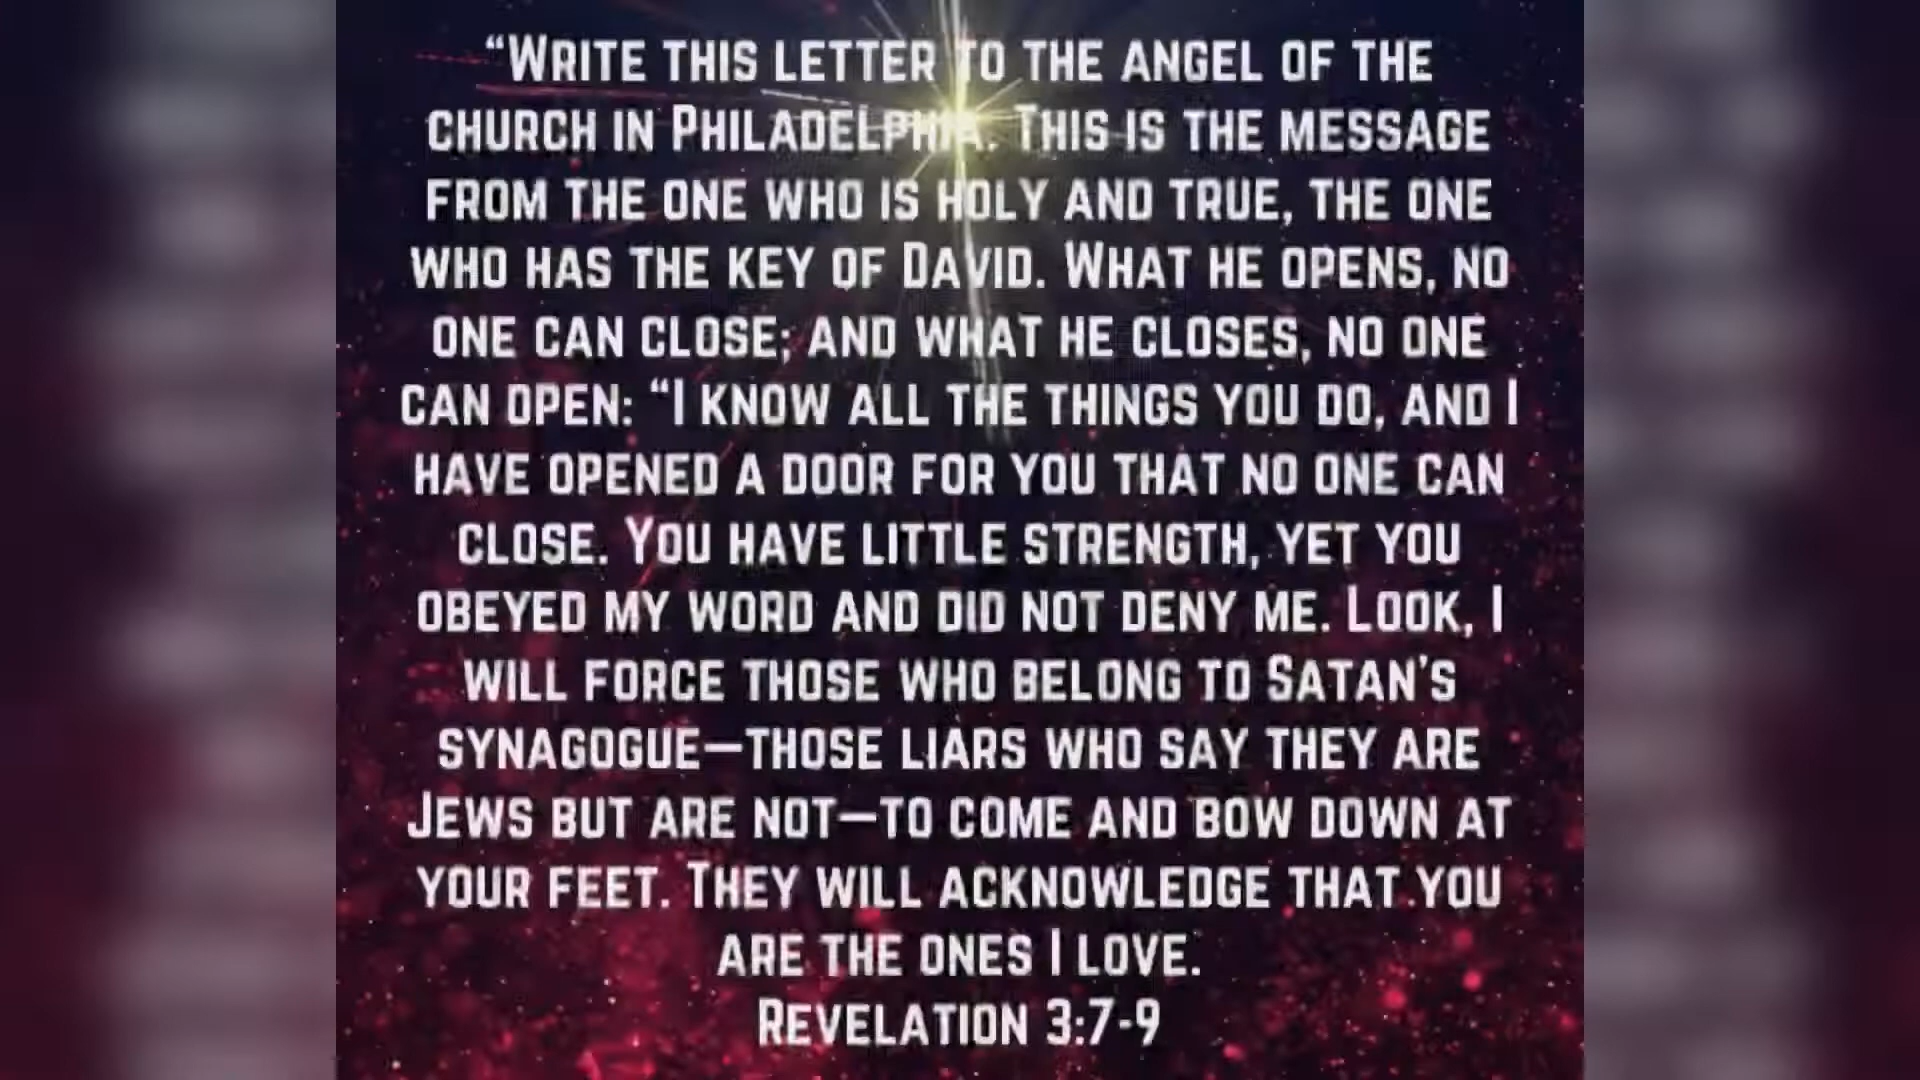 “Write this letter to the angel of the
church in Philadelphia. This is the message
from the one who is holy and true, the one
who has the key of David. What he opens, no
one can close; and what he closes, no one
can open: “I know all the things you do, and I
have opened a door for you that no one can
close. You have little strength, yet you
obeyed my word and did not deny me. Look, I
will force those who belong to Satan’s
synagogue—those liars who say they are
Jews but are not—to come and bow down at
your feet. They will acknowledge that you
are the ones I love.
Revelation 3:7-9